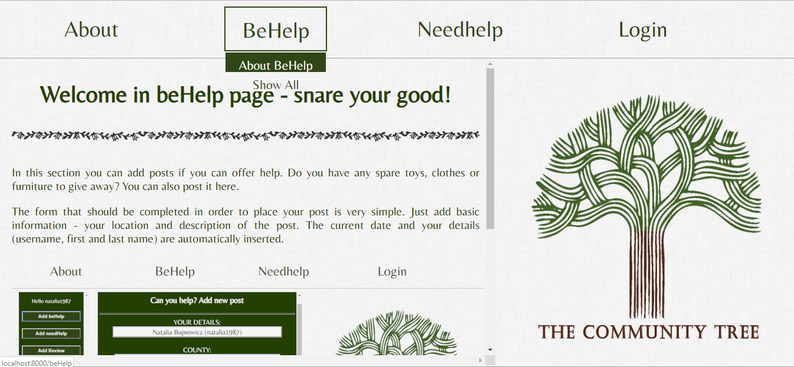 About BeHelp Needhelp Login
About BeHelp
Show All
Welcome in beHelp page - share your good!
In this section you can add posts if you can offer help. Do you have any spare toys, clothes or
furniture to give away? You can also post it here.
The form that should be completed in order to place your post is very simple. Just add basic
information - your location and description of the post. The current date and your details
(username, first and last name) are automatically inserted.
About BeHelp Needhelp Login
Hello natalia1987
Add beHelp
Add needHelp
Add Review
Can you help? Add new post
YOUR DETAILS:
Natalia Bujnowicz (natalia1987)
COUNTY:
THE COMMUNITY TREE
localhost:8000/beHelp